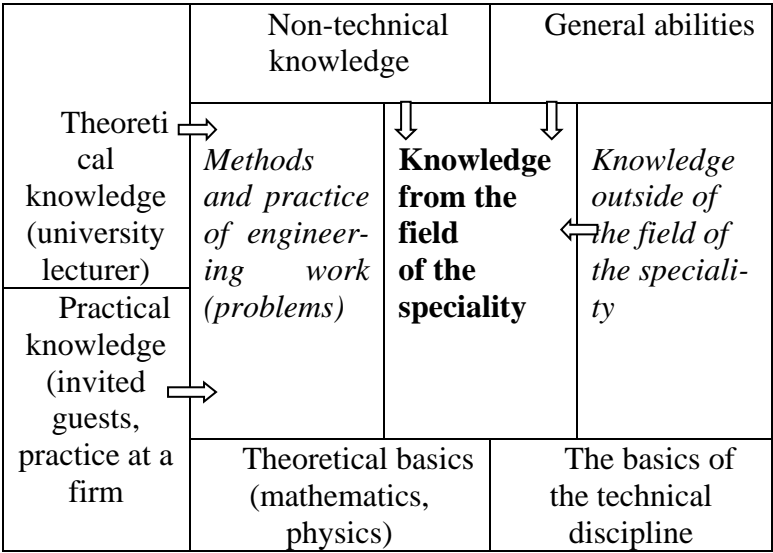 Non-technical
knowledge
General abilities
Theoreti
cal
knowledge
(university
lecturer)
Methods
and practice
of engineer-
ing work
(problems)
Knowledge
from the
field
of the
speciality
Knowledge
outside of
the field of
the speciali-
ty
Practical
knowledge
(invited
guests,
practice at a
firm
Theoretical basics
(mathematics,
physics)
The basics of
the technical
discipline